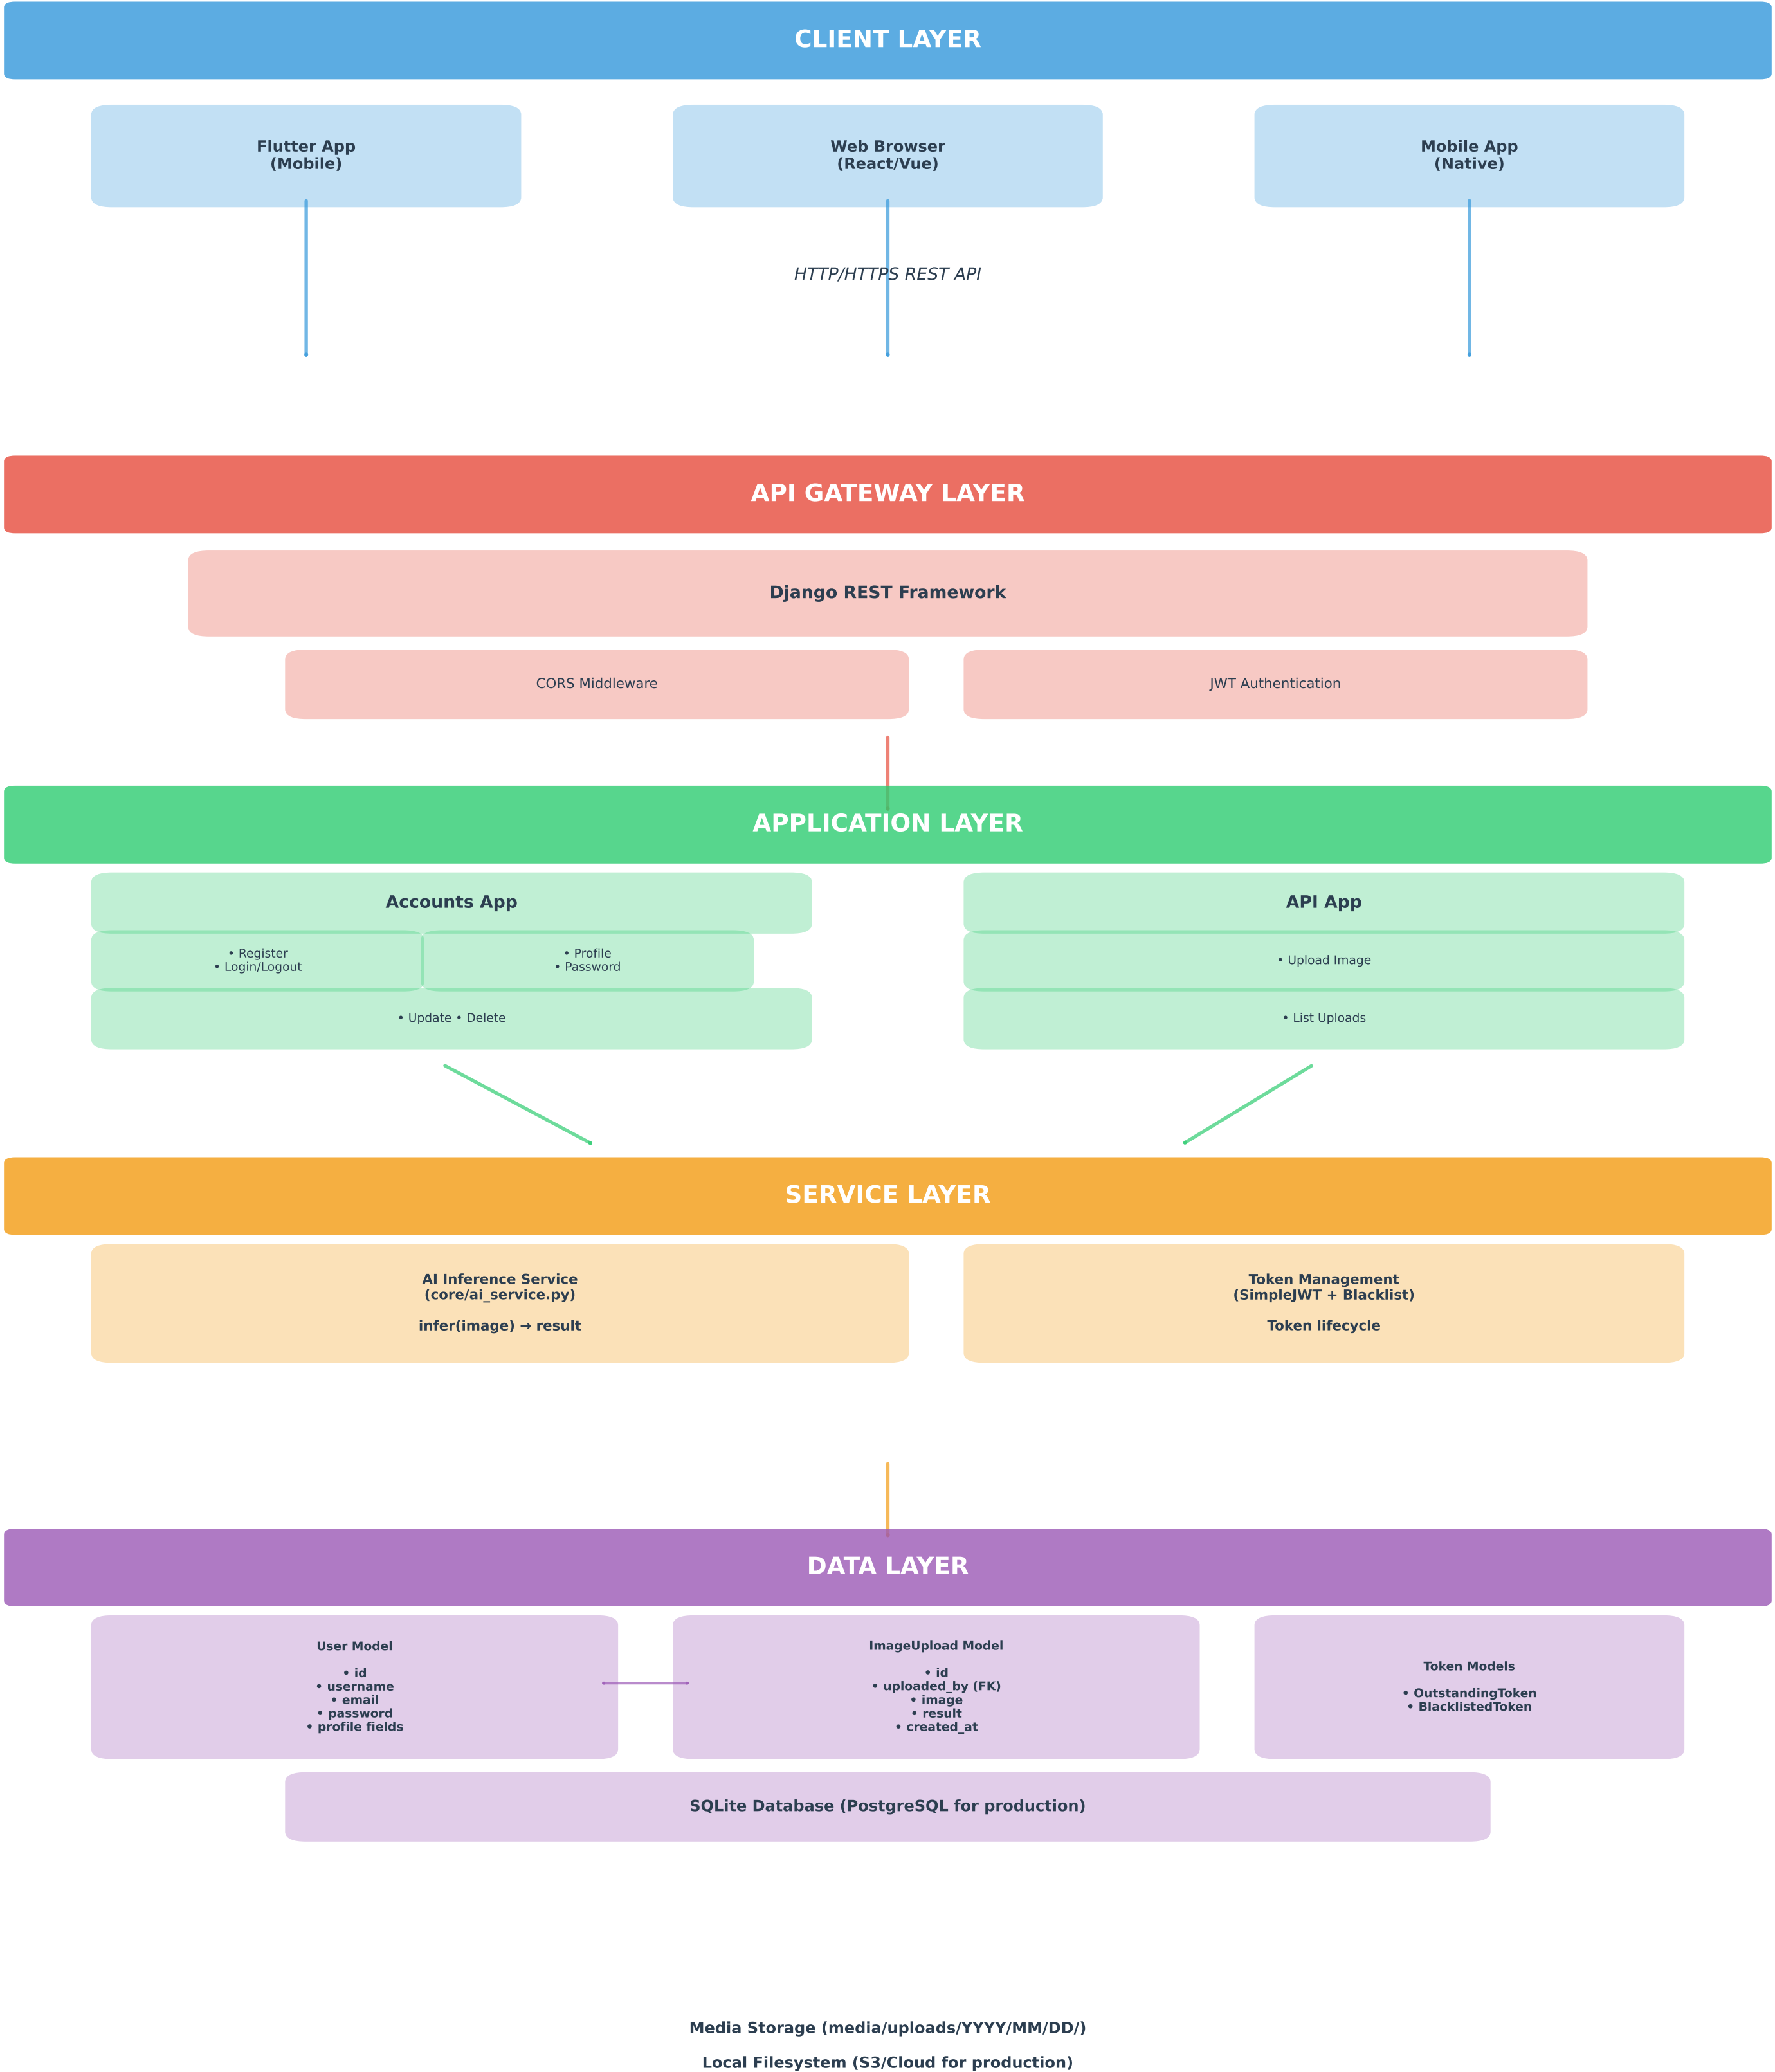 CLIENT LAYER
Flutter App
(Mobile)
Web Browser
(React/Vue)
Mobile App
(Native)
HTTP/HTTPS REST API
API GATEWAY LAYER
Django REST Framework
CORS Middleware
JWT Authentication
APPLICATION LAYER
Accounts App
• Register
• Login/Logout
• Profile
• Password
• Update • Delete
API App
• Upload Image
• List Uploads
SERVICE LAYER
AI Inference Service
(core/ai_service.py)
infer(image) → result
Token Management
(SimpleJWT + Blacklist)
Token lifecycle
DATA LAYER
User Model
• id
• username
• email
• password
• profile fields
ImageUpload Model
• id
• uploaded_by (FK)
• image
• result
• created_at
Token Models
• OutstandingToken
• BlacklistedToken
SQLite Database (PostgreSQL for production)
Media Storage (media/uploads/YYYY/MM/DD/)
Local Filesystem (S3/Cloud for production)